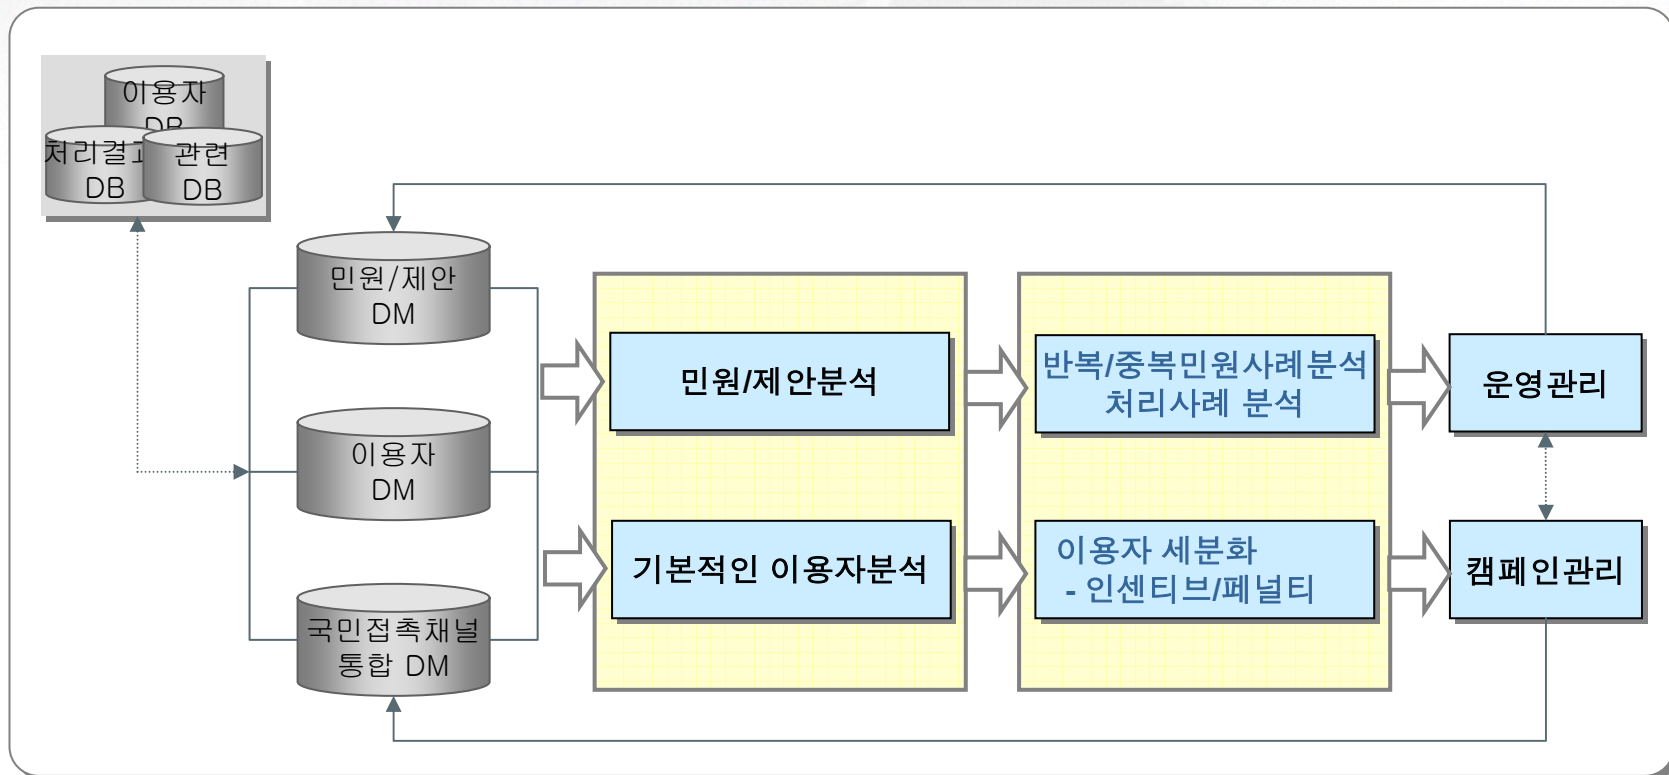 이용자
DB
처리결과
DB
관련
DB
민원/제안
DM
이용자
DM
국민접촉채널
통합 DM
민원/제안분석
기본적인 이용자분석
반복/중복민원사례분석
처리사례 분석
이용자 세분화
- 인센티브/페널티
운영관리
캠페인관리